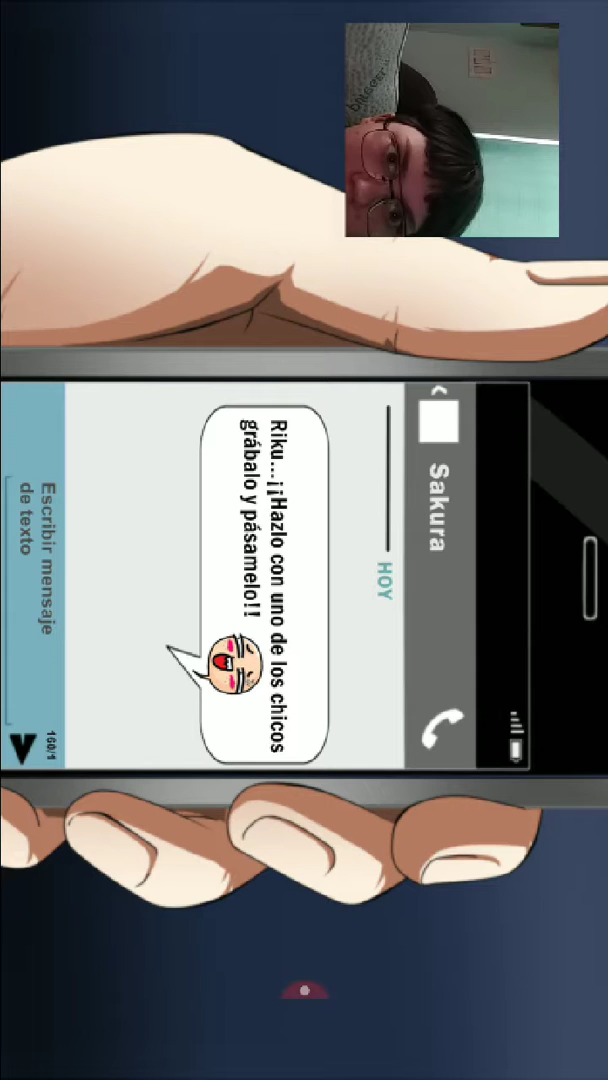 Sakura
HOY
Riku...¡¡Hazlo con uno de los chicos
grábalo y pásamelo!!
160/1
Escribir mensaje
de texto